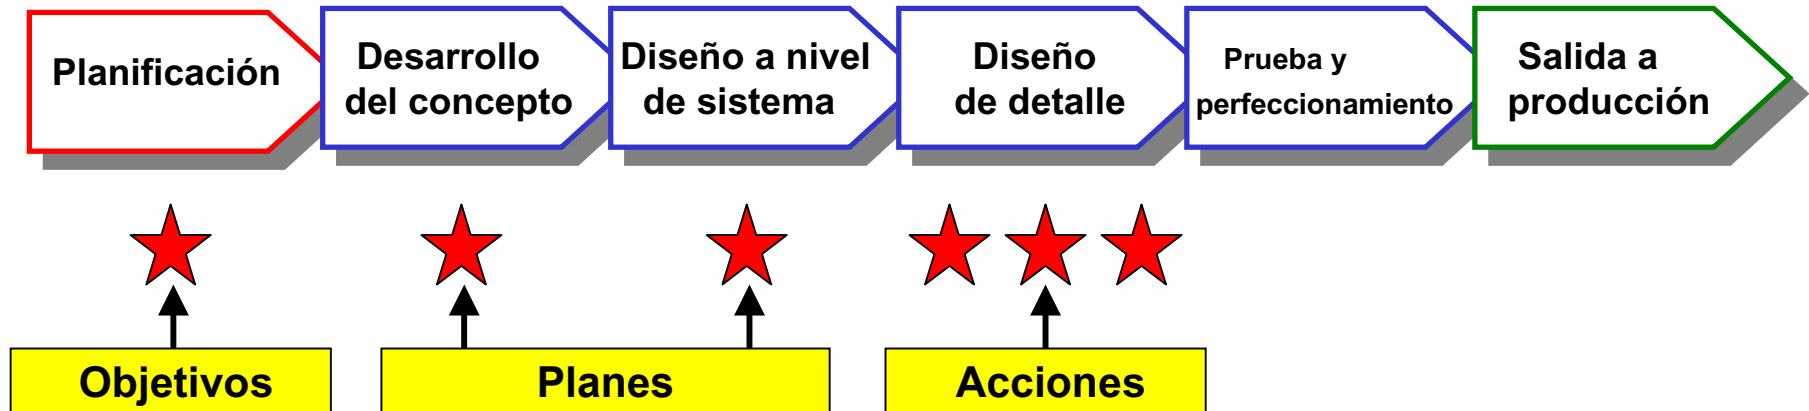 Planificación
Desarrollo
del concepto
Diseño a nivel
de sistema
Diseño
de detalle
Prueba y
perfeccionamiento
Salida a
producción
Objetivos
Planes
Acciones